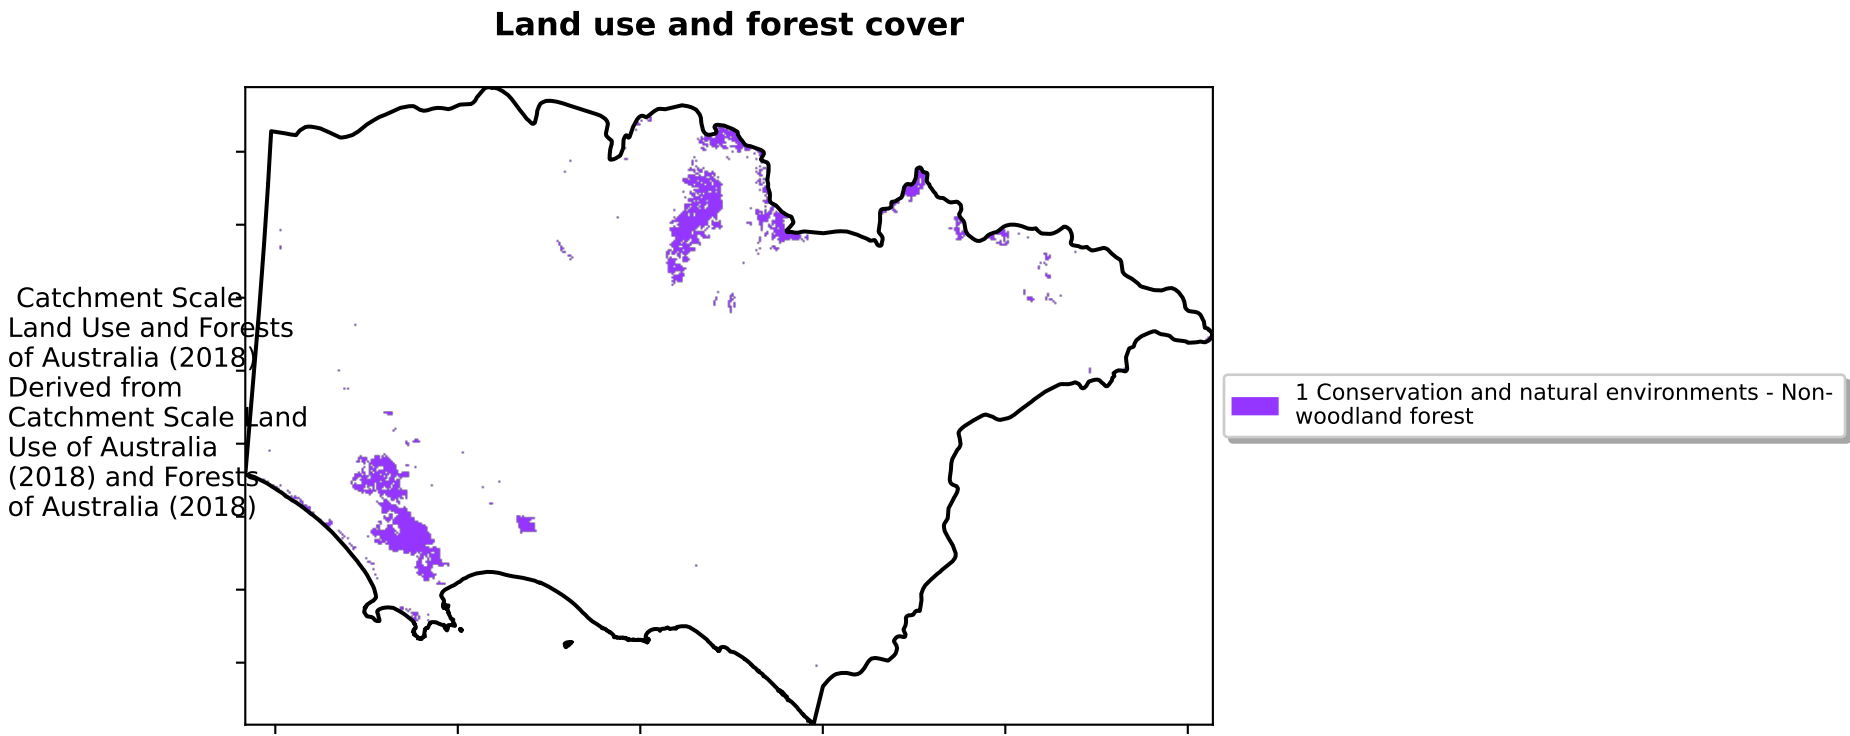 Land use and forest cover
Catchment Scale
Land Use and Forests
of Australia (2018)
Derived from
Catchment Scale Land
Use of Australia
(2018) and Forests
of Australia (2018)
1 Conservation and natural environments - Non-
woodland forest